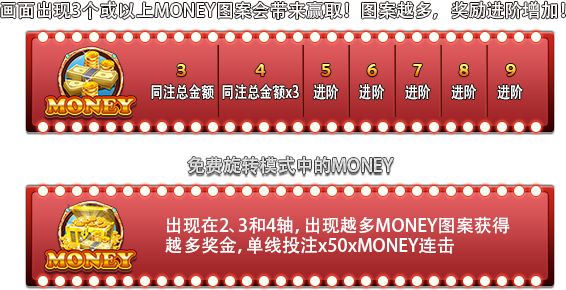 画面出现3个或以上MONEY图案会带来赢取！图案越多，奖励进阶增加！
3 4 5 6 7 8 9
MONEY 同注总金额 同注总金额x3 进阶 进阶 进阶 进阶 进阶
免费旋转模式中的MONEY
出现在2、3和4轴，出现越多MONEY图案获得
越多奖金，单线投注x50xMONEY连击
MONEY